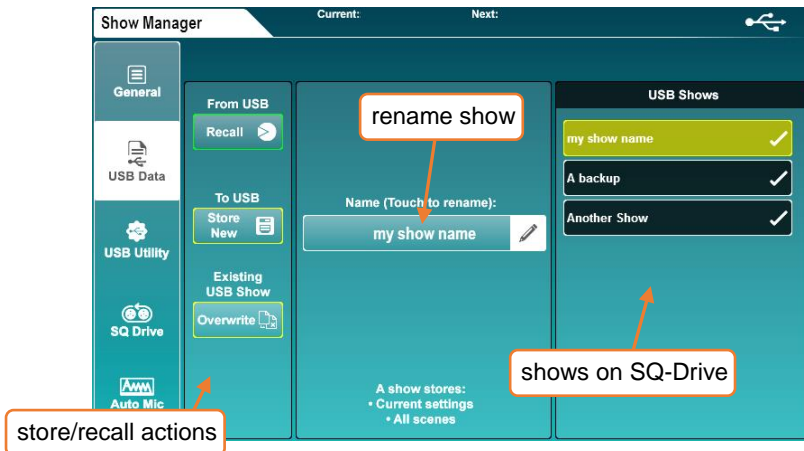 Show Manager
Current:
Next:
General
USB Data
USB Utility
SQ Drive
Auto Mic
From USB
Recall
To USB
Store
New
Existing
USB Show
Overwrite
store/recall actions
rename show
Name (Touch to rename):
my show name
A show stores:
• Current settings
• All scenes
USB Shows
my show name
A backup
Another Show
shows on SQ-Drive